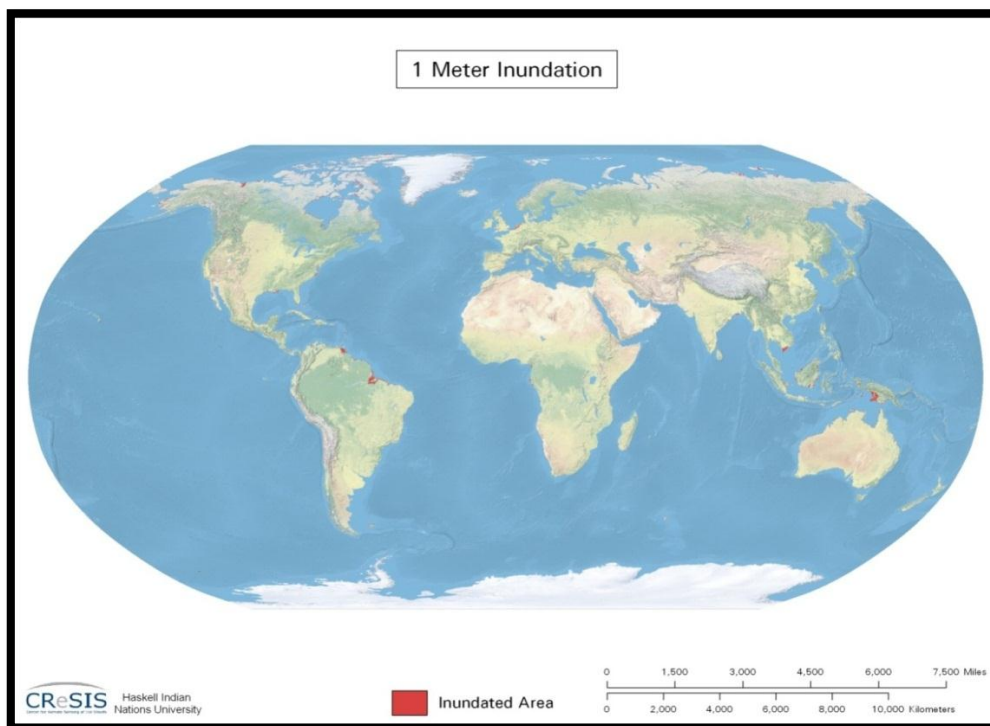 1 Meter Inundation
CReSIS
Haskell Indian
Nations University
Inundated Area
0 1,500 3,000 4,500 6,000 7,500 Miles
0 2,000 4,000 6,000 8,000 10,000 Kilometers